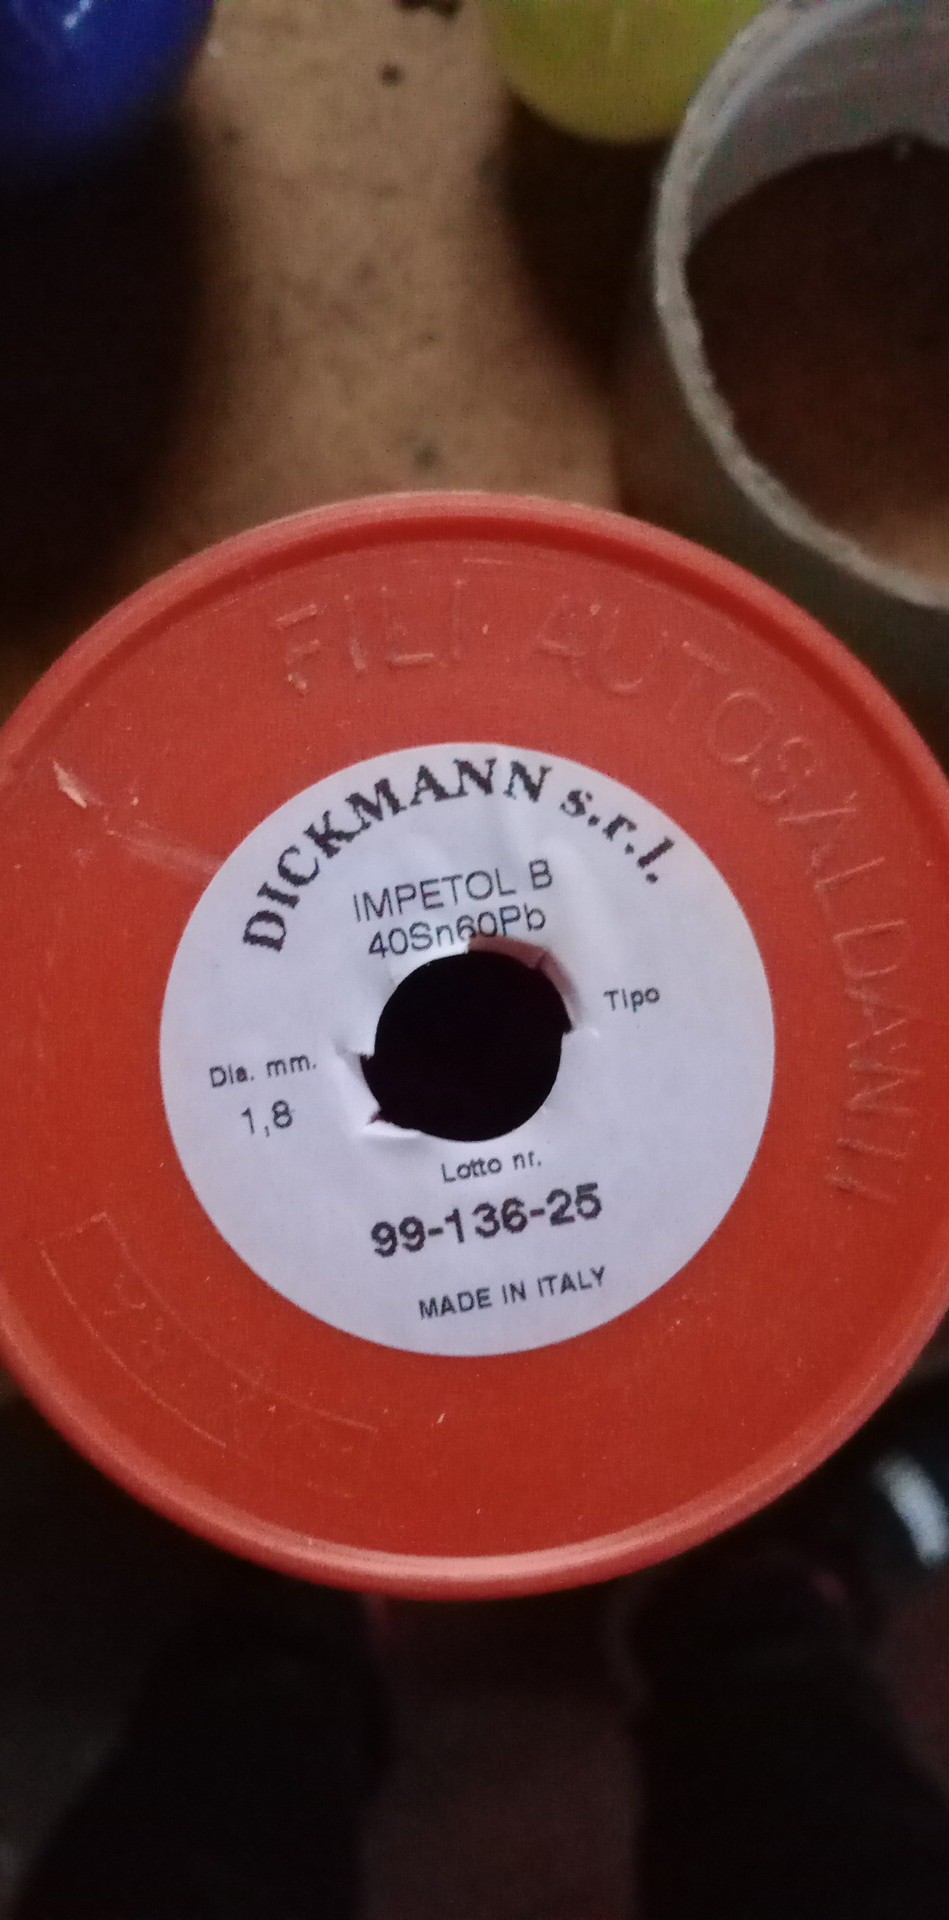 FILI AUTOSALDANTI
DICKMANN s.r.l.
IMPETOL B
40Sn60Pb
Tipo
Dia. mm.
1,8
Lotto nr.
99-136-25
MADE IN ITALY